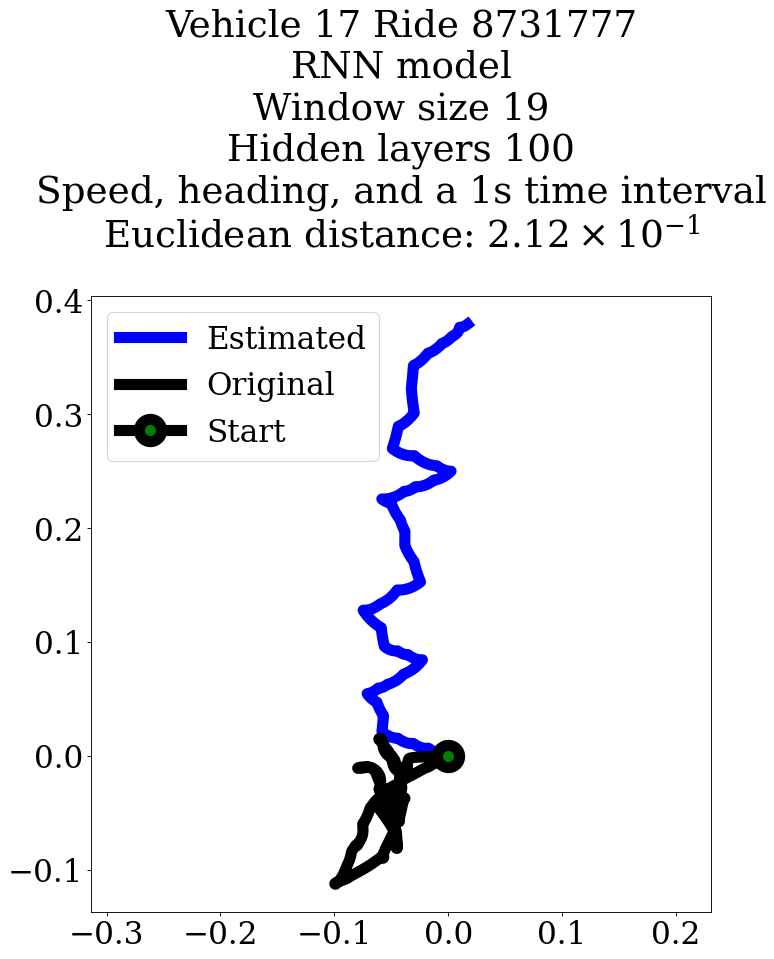 Vehicle 17 Ride 8731777
RNN model
Window size 19
Hidden layers 100
Speed, heading, and a 1s time interval
Euclidean distance: 2.12 × 10⁻¹
0.4
0.3
0.2
0.1
0.0
−0.1
Estimated
Original
Start
−0.3 −0.2 −0.1 0.0 0.1 0.2